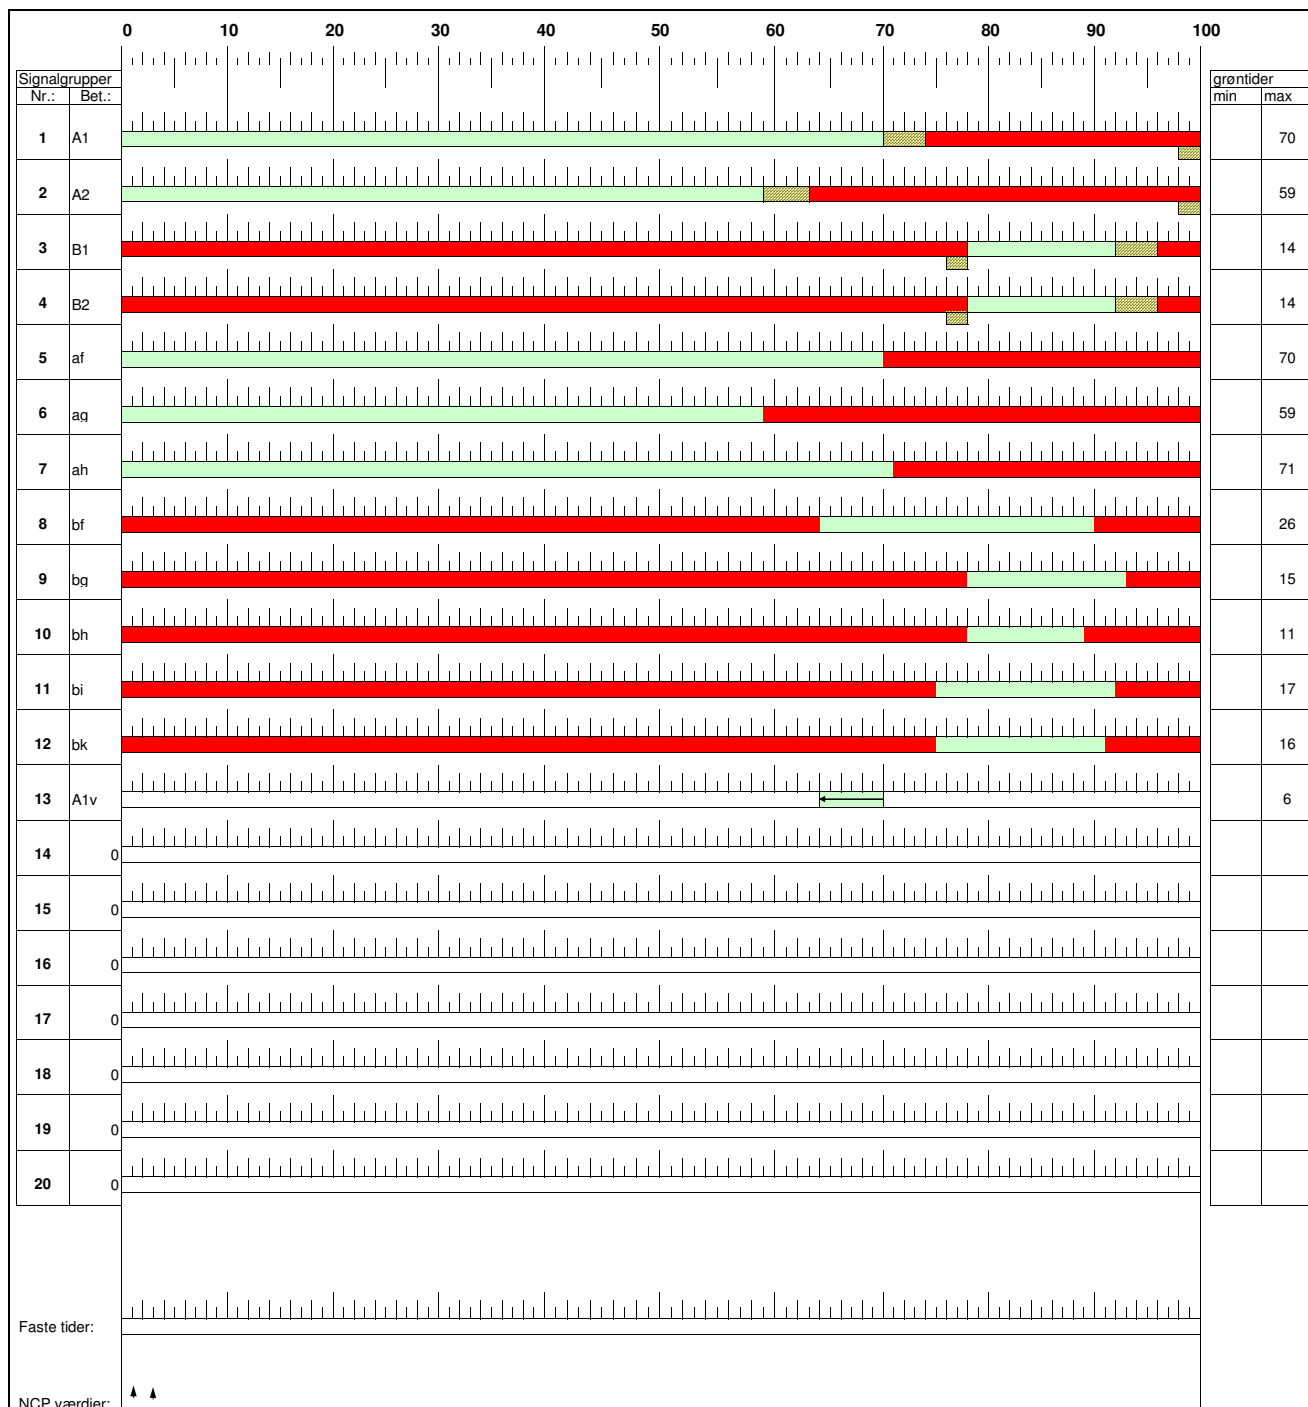 0 10 20 30 40 50 60 70 80 90 100
Signalgrupper grøntider
Nr.: Bet.: min max
1 A1 70
2 A2 59
3 B1 14
4 B2 14
5 af 70
6 ag 59
7 ah 71
8 bf 26
9 bg 15
10 bh 11
11 bi 17
12 bk 16
13 A1v 6
14 0
15 0
16 0
17 0
18 0
19 0
20 0
Faste tider:
NCP værdier: